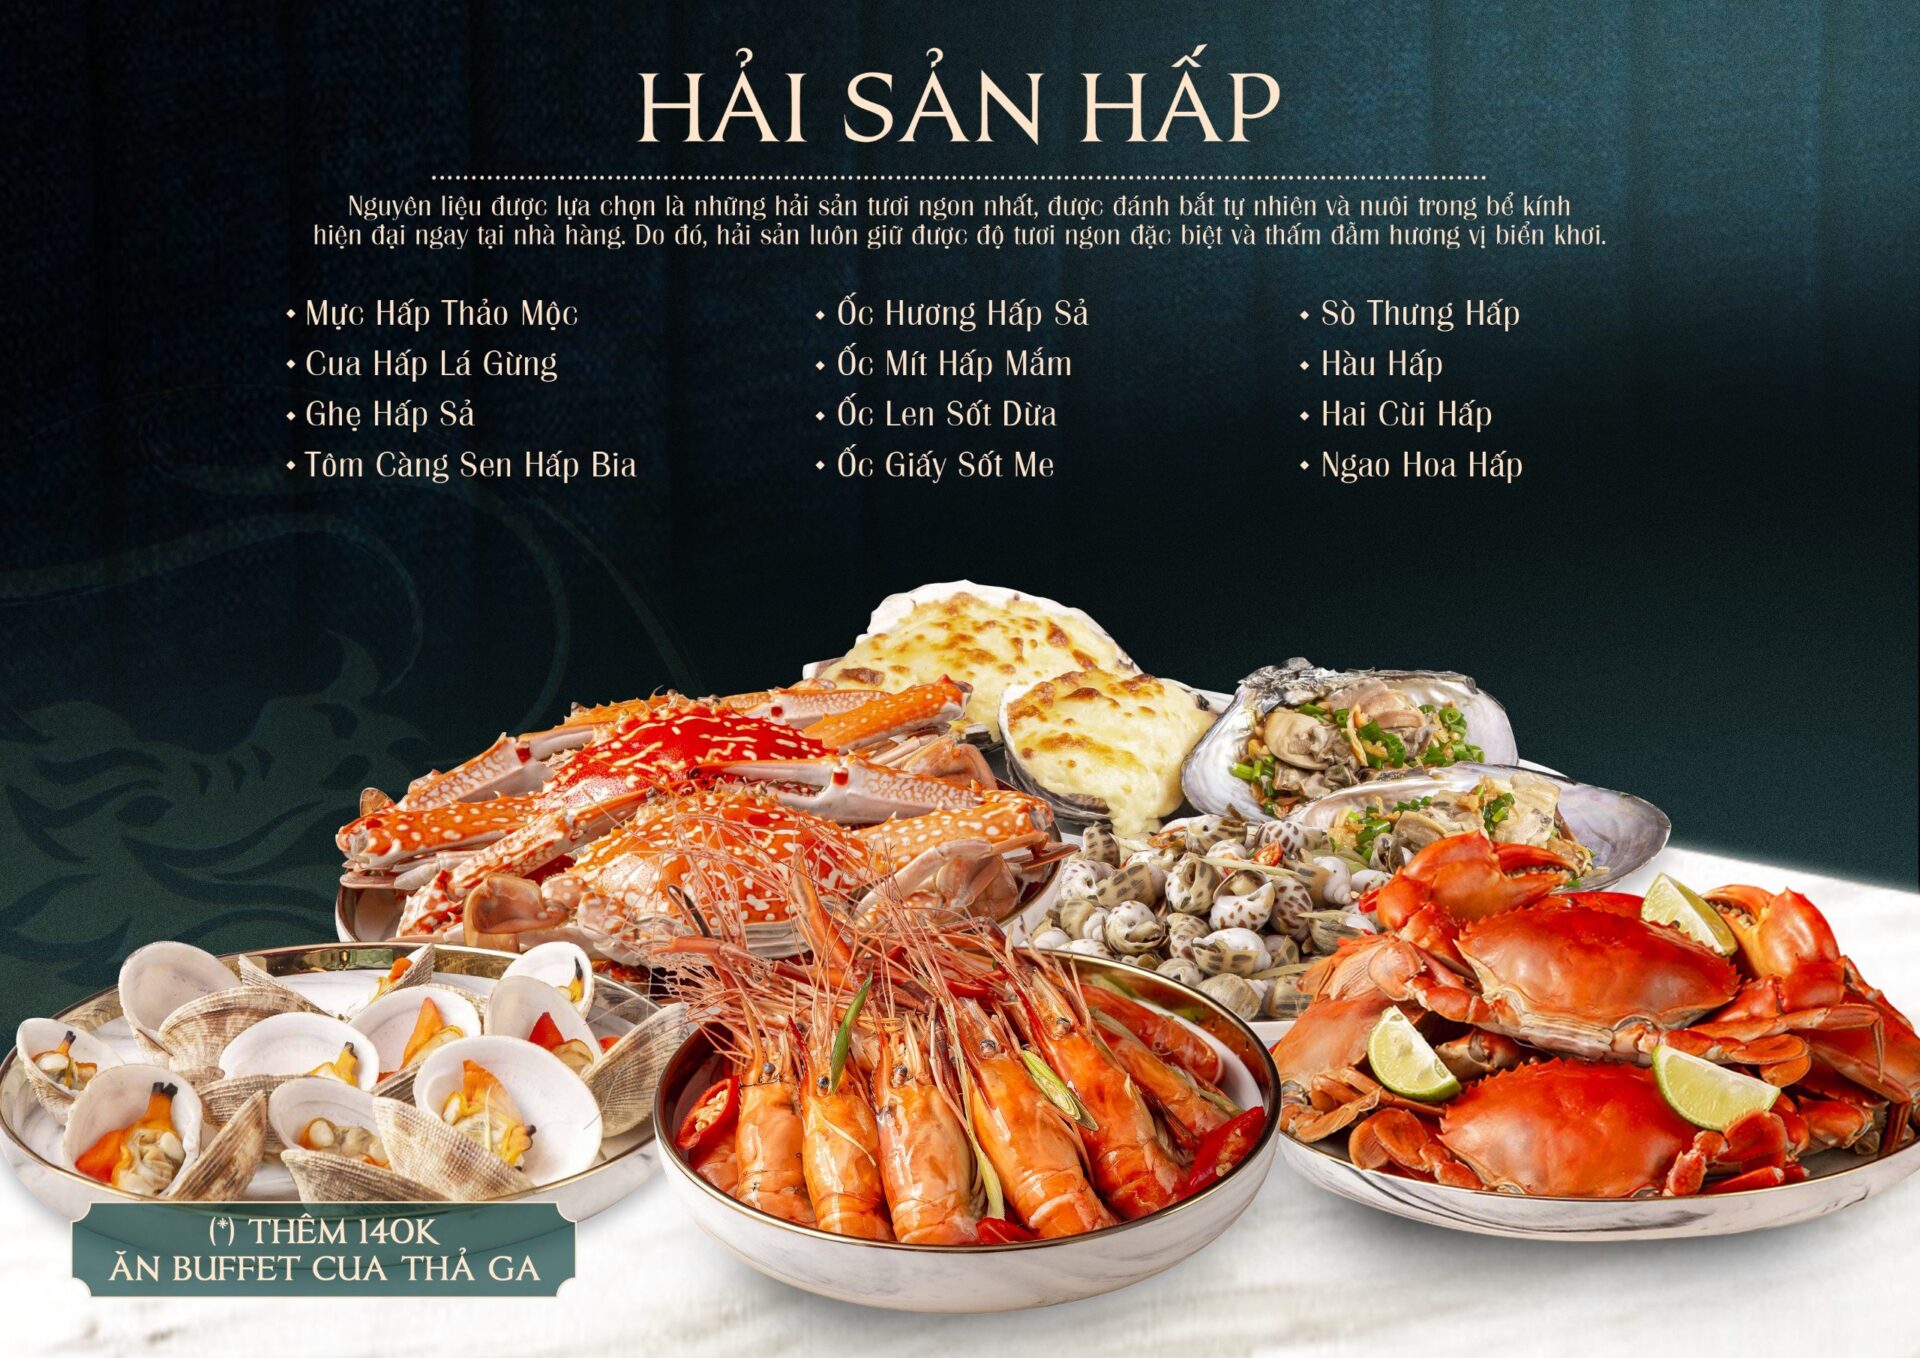 HẢI SẢN HẤP
Nguyên liệu được lựa chọn là những hải sản tươi ngon nhất, được đánh bắt tự nhiên và nuôi trong bể kính
hiện đại ngay tại nhà hàng. Do đó, hải sản luôn giữ được độ tươi ngon đặc biệt và thấm đẫm hương vị biển khơi.
• Mực Hấp Thảo Mộc
• Cua Hấp Lá Gừng
• Ghẹ Hấp Sả
• Tôm Càng Sen Hấp Bia
• Ốc Hương Hấp Sả
• Ốc Mít Hấp Mắm
• Ốc Len Sốt Dừa
• Ốc Giấy Sốt Me
• Sò Thưng Hấp
• Hàu Hấp
• Hai Cùi Hấp
• Ngao Hoa Hấp
(*) THÊM 140K
ĂN BUFFET CUA THẢ GA